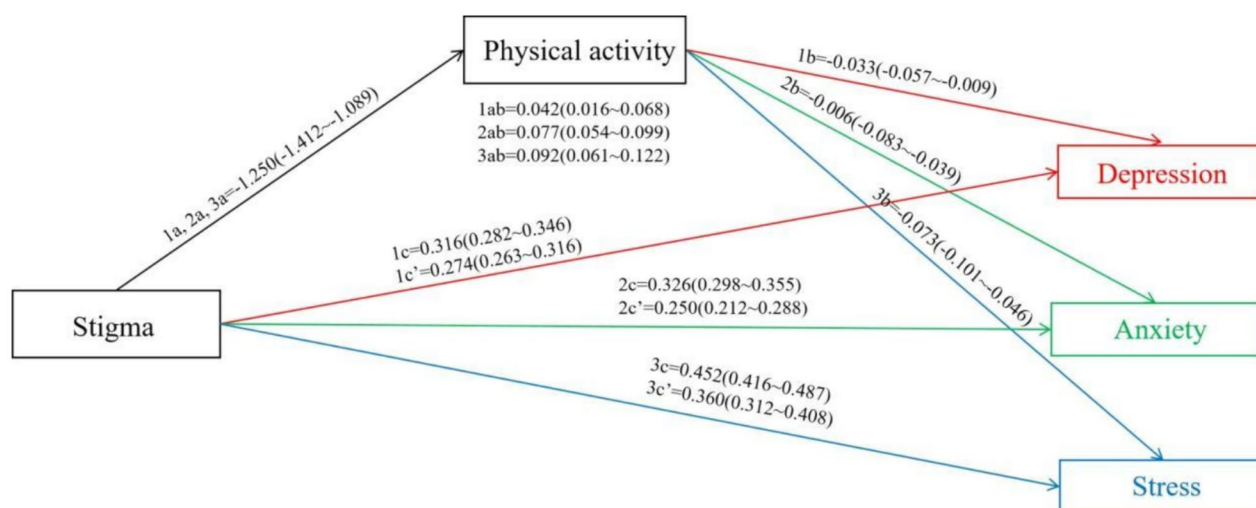 Physical activity
1ab=0.042(0.016~0.068)
2ab=0.077(0.054~0.099)
3ab=0.092(0.061~0.122)
1a, 2a, 3a=-1.250(-1.412~-1.089)
1b=-0.033(-0.057~-0.009)
2b=-0.006(-0.083~-0.039)
3b=-0.073(-0.101~-0.046)
Depression
1c=0.316(0.282~0.346)
1c’=0.274(0.263~0.316)
Stigma
2c=0.326(0.298~0.355)
2c’=0.250(0.212~0.288)
Anxiety
3c=0.452(0.416~0.487)
3c’=0.360(0.312~0.408)
Stress